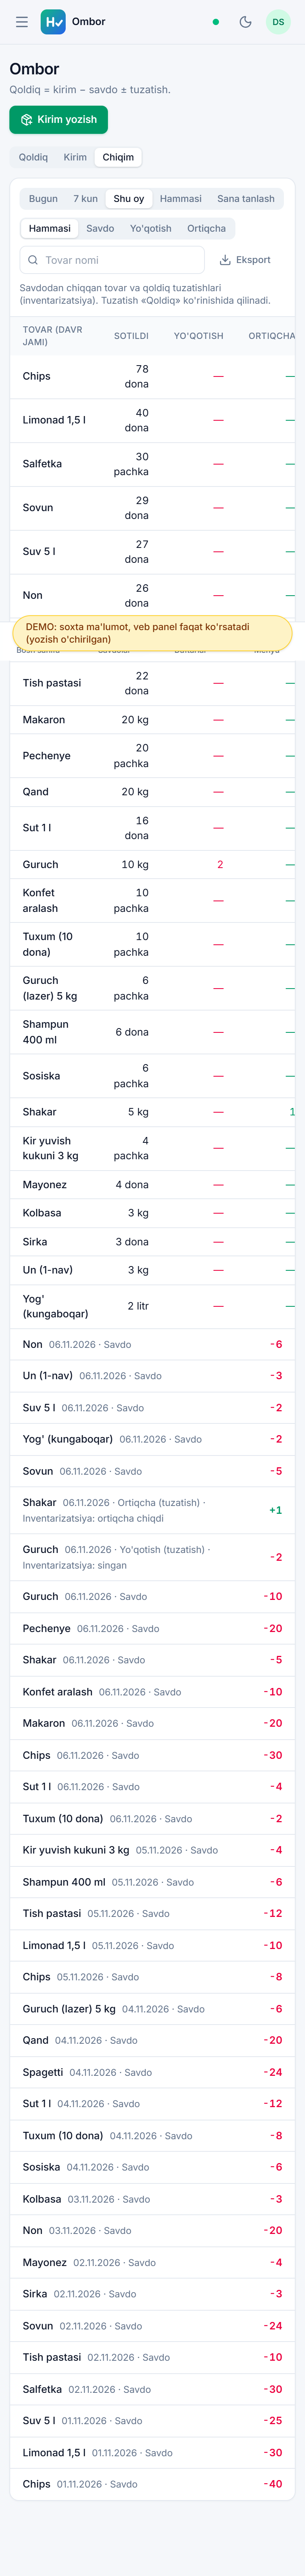 Ombor
DS
Ombor
Qoldiq = kirim − savdo ± tuzatish.
Kirim yozish
Qoldiq Kirim Chiqim
Bugun 7 kun Shu oy Hammasi Sana tanlash
Hammasi Savdo Yo'qotish Ortiqcha
Tovar nomi Eksport
Savdodan chiqqan tovar va qoldiq tuzatishlari
(inventarizatsiya). Tuzatish «Qoldiq» ko'rinishida qilinadi.
TOVAR (DAVR JAMI) SOTILDI YO'QOTISH ORTIQCHA
Chips 78 dona — —
Limonad 1,5 l 40 dona — —
Salfetka 30 pachka — —
Sovun 29 dona — —
Suv 5 l 27 dona — —
Non 26 dona — —
DEMO: soxta ma'lumot, veb panel faqat ko'rsatadi
(yozish o'chirilgan)
Tish pastasi 22 dona — —
Makaron 20 kg — —
Pechenye 20 pachka — —
Qand 20 kg — —
Sut 1 l 16 dona — —
Guruch 10 kg 2 —
Konfet aralash 10 pachka — —
Tuxum (10 dona) 10 pachka — —
Guruch (lazer) 5 kg 6 pachka — —
Shampun 400 ml 6 dona — —
Sosiska 6 pachka — —
Shakar 5 kg — 1
Kir yuvish kukuni 3 kg 4 pachka — —
Mayonez 4 dona — —
Kolbasa 3 kg — —
Sirka 3 dona — —
Un (1-nav) 3 kg — —
Yog' (kungaboqar) 2 litr — —
Non 06.11.2026 · Savdo -6
Un (1-nav) 06.11.2026 · Savdo -3
Suv 5 l 06.11.2026 · Savdo -2
Yog' (kungaboqar) 06.11.2026 · Savdo -2
Sovun 06.11.2026 · Savdo -5
Shakar 06.11.2026 · Ortiqcha (tuzatish) ·
Inventarizatsiya: ortiqcha chiqdi +1
Guruch 06.11.2026 · Yo'qotish (tuzatish) ·
Inventarizatsiya: singan -2
Guruch 06.11.2026 · Savdo -10
Pechenye 06.11.2026 · Savdo -20
Shakar 06.11.2026 · Savdo -5
Konfet aralash 06.11.2026 · Savdo -10
Makaron 06.11.2026 · Savdo -20
Chips 06.11.2026 · Savdo -30
Sut 1 l 06.11.2026 · Savdo -4
Tuxum (10 dona) 06.11.2026 · Savdo -2
Kir yuvish kukuni 3 kg 05.11.2026 · Savdo -4
Shampun 400 ml 05.11.2026 · Savdo -6
Tish pastasi 05.11.2026 · Savdo -12
Limonad 1,5 l 05.11.2026 · Savdo -10
Chips 05.11.2026 · Savdo -8
Guruch (lazer) 5 kg 04.11.2026 · Savdo -6
Qand 04.11.2026 · Savdo -20
Spagetti 04.11.2026 · Savdo -24
Sut 1 l 04.11.2026 · Savdo -12
Tuxum (10 dona) 04.11.2026 · Savdo -8
Sosiska 04.11.2026 · Savdo -6
Kolbasa 03.11.2026 · Savdo -3
Non 03.11.2026 · Savdo -20
Mayonez 02.11.2026 · Savdo -4
Sirka 02.11.2026 · Savdo -3
Sovun 02.11.2026 · Savdo -24
Tish pastasi 02.11.2026 · Savdo -10
Salfetka 02.11.2026 · Savdo -30
Suv 5 l 01.11.2026 · Savdo -25
Limonad 1,5 l 01.11.2026 · Savdo -30
Chips 01.11.2026 · Savdo -40